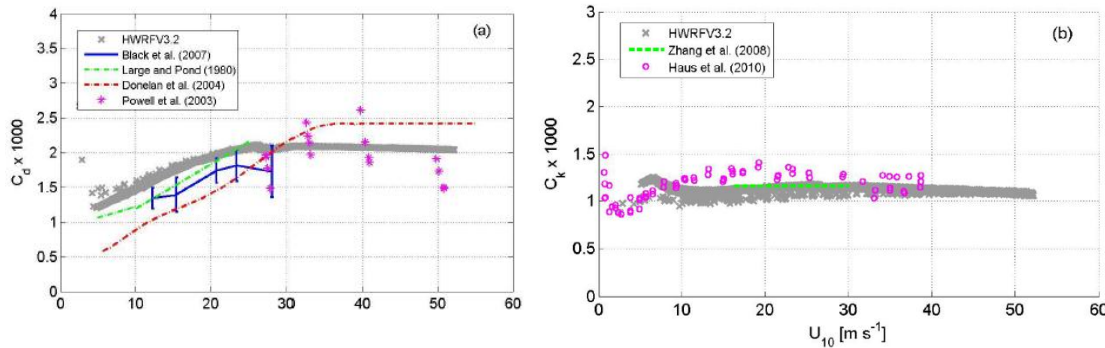 (a)
HWRFV3.2
Black et al. (2007)
Large and Pond (1980)
Donelan et al. (2004)
Powell et al. (2003)
C_d x 1000
4
3.5
3
2.5
2
1.5
1
0.5
0
0 10 20 30 40 50 60
(b)
HWRFV3.2
Zhang et al. (2008)
Haus et al. (2010)
C_k x 1000
3
2.5
2
1.5
1
0.5
0
0 10 20 30 40 50 60
U_10 [m s^-1]